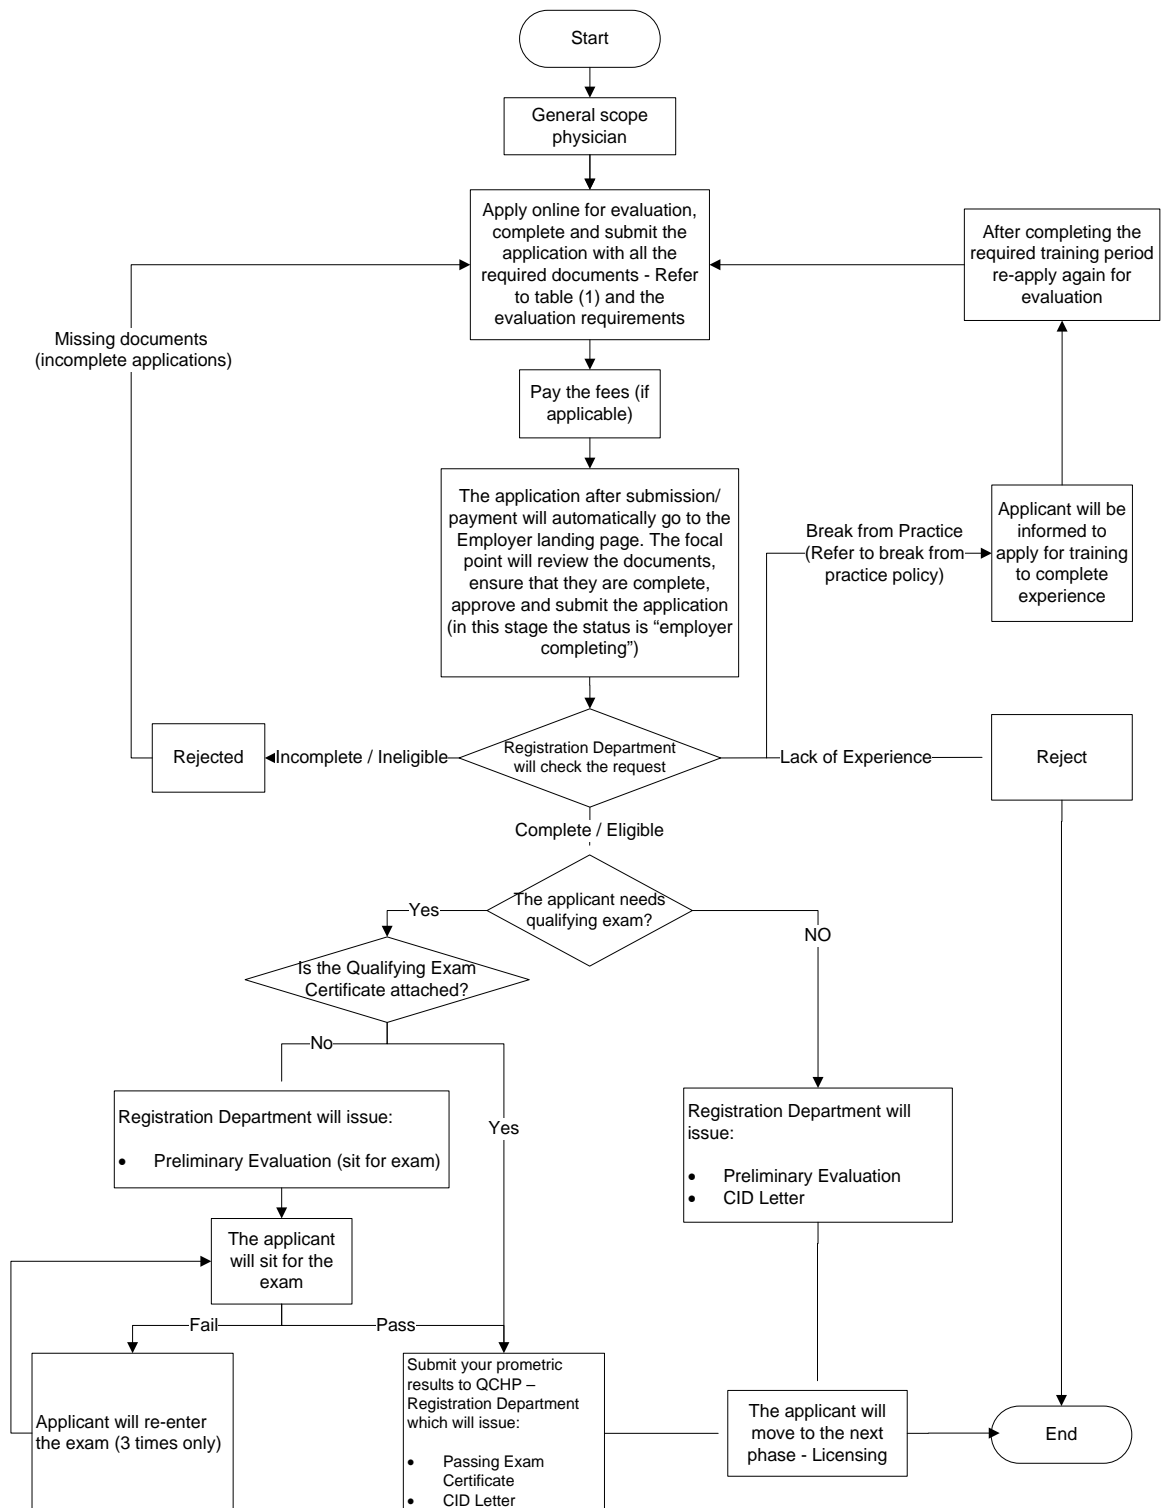 Start
General scope
physician
Apply online for evaluation,
complete and submit the
application with all the
required documents - Refer
to table (1) and the
evaluation requirements
After completing the
required training period
re-apply again for
evaluation
Missing documents
(incomplete applications)
Pay the fees (if
applicable)
The application after submission/
payment will automatically go to the
Employer landing page. The focal
point will review the documents,
ensure that they are complete,
approve and submit the application
(in this stage the status is “employer
completing”)
Break from Practice
(Refer to break from
practice policy)
Applicant will be
informed to
apply for training
to complete
experience
Rejected
Incomplete / Ineligible
Registration Department
will check the request
Lack of Experience
Reject
Complete / Eligible
The applicant needs
qualifying exam?
Yes
NO
Is the Qualifying Exam
Certificate attached?
No
Yes
Registration Department will issue:
• Preliminary Evaluation (sit for exam)
Registration Department will
issue:
• Preliminary Evaluation
• CID Letter
The applicant
will sit for the
exam
Fail
Pass
Applicant will re-enter
the exam (3 times only)
Submit your prometric
results to QCHP –
Registration Department
which will issue:
• Passing Exam
Certificate
• CID Letter
The applicant will
move to the next
phase - Licensing
End